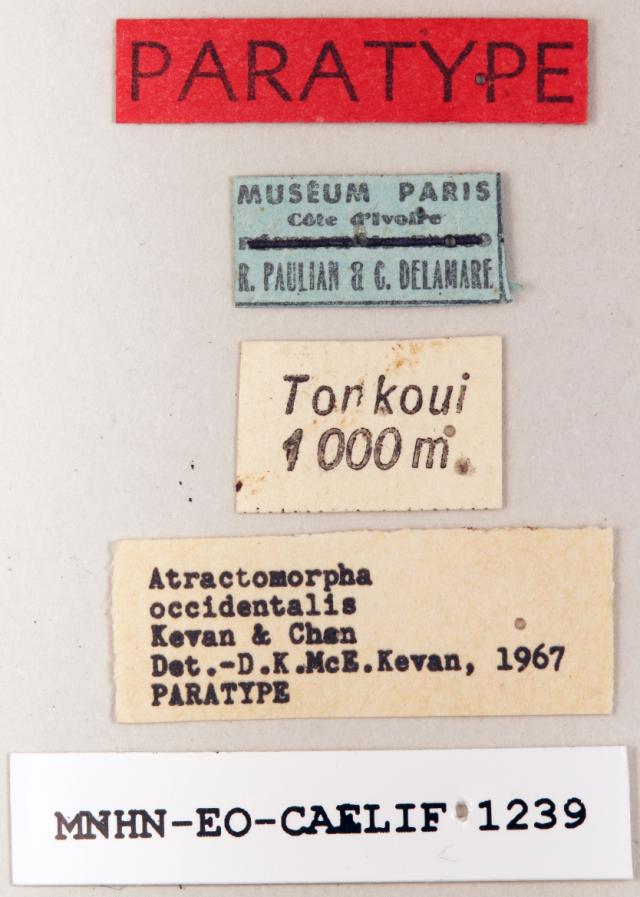 PARATYPE
MUSÉUM PARIS
Côte d'Ivoire
R. PAULIAN & C. DELAMARE
Tonkoui
1000 m.
Atractomorpha
occidentalis
Kevan & Chen
Det.-D.K.McE.Kevan, 1967
PARATYPE
MNHN-EO-CAELIF 1239